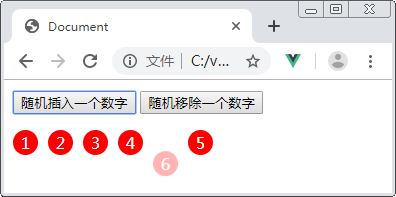 Document
文件 C:/v...
随机插入一个数字 随机移除一个数字
1 2 3 4 5
6